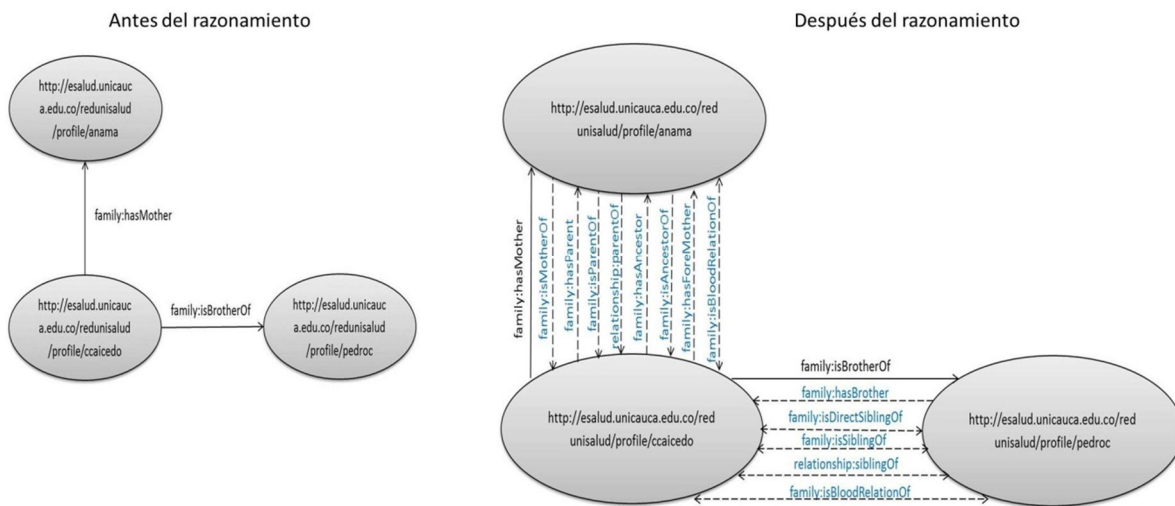 Antes del razonamiento
http://esalud.unicauc
a.edu.co/redunisalud
/profile/anama
family:hasMother
http://esalud.unicauc
a.edu.co/redunisalud
/profile/ccaicedo
family:isBrotherOf
http://esalud.unicauc
a.edu.co/redunisalud
/profile/pedroc
Después del razonamiento
http://esalud.unicauca.edu.co/red
unisalud/profile/anama
family:hasMother
family:isMotherOf
family:hasParent
family:isParentOf
relationship:parentOf
family:hasAncestor
family:isAncestorOf
family:hasForeMother
family:isBloodRelationOf
http://esalud.unicauca.edu.co/red
unisalud/profile/ccaicedo
family:isBrotherOf
family:hasBrother
family:isDirectSiblingOf
family:isSiblingOf
relationship:siblingOf
family:isBloodRelationOf
http://esalud.unicauca.edu.co/red
unisalud/profile/pedroc